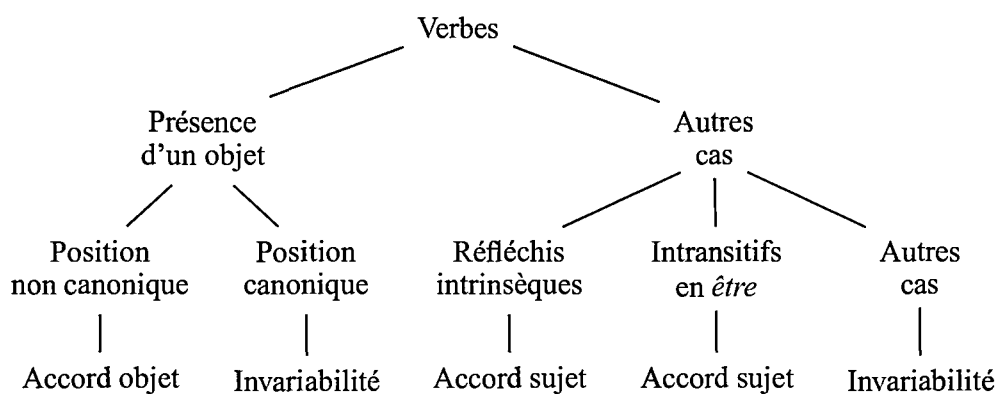 Verbes
Présence
d'un objet
Autres
cas
Position
non canonique
Position
canonique
Réfléchis
intrinsèques
Intransitifs
en être
Autres
cas
Accord objet
Invariabilité
Accord sujet
Accord sujet
Invariabilité